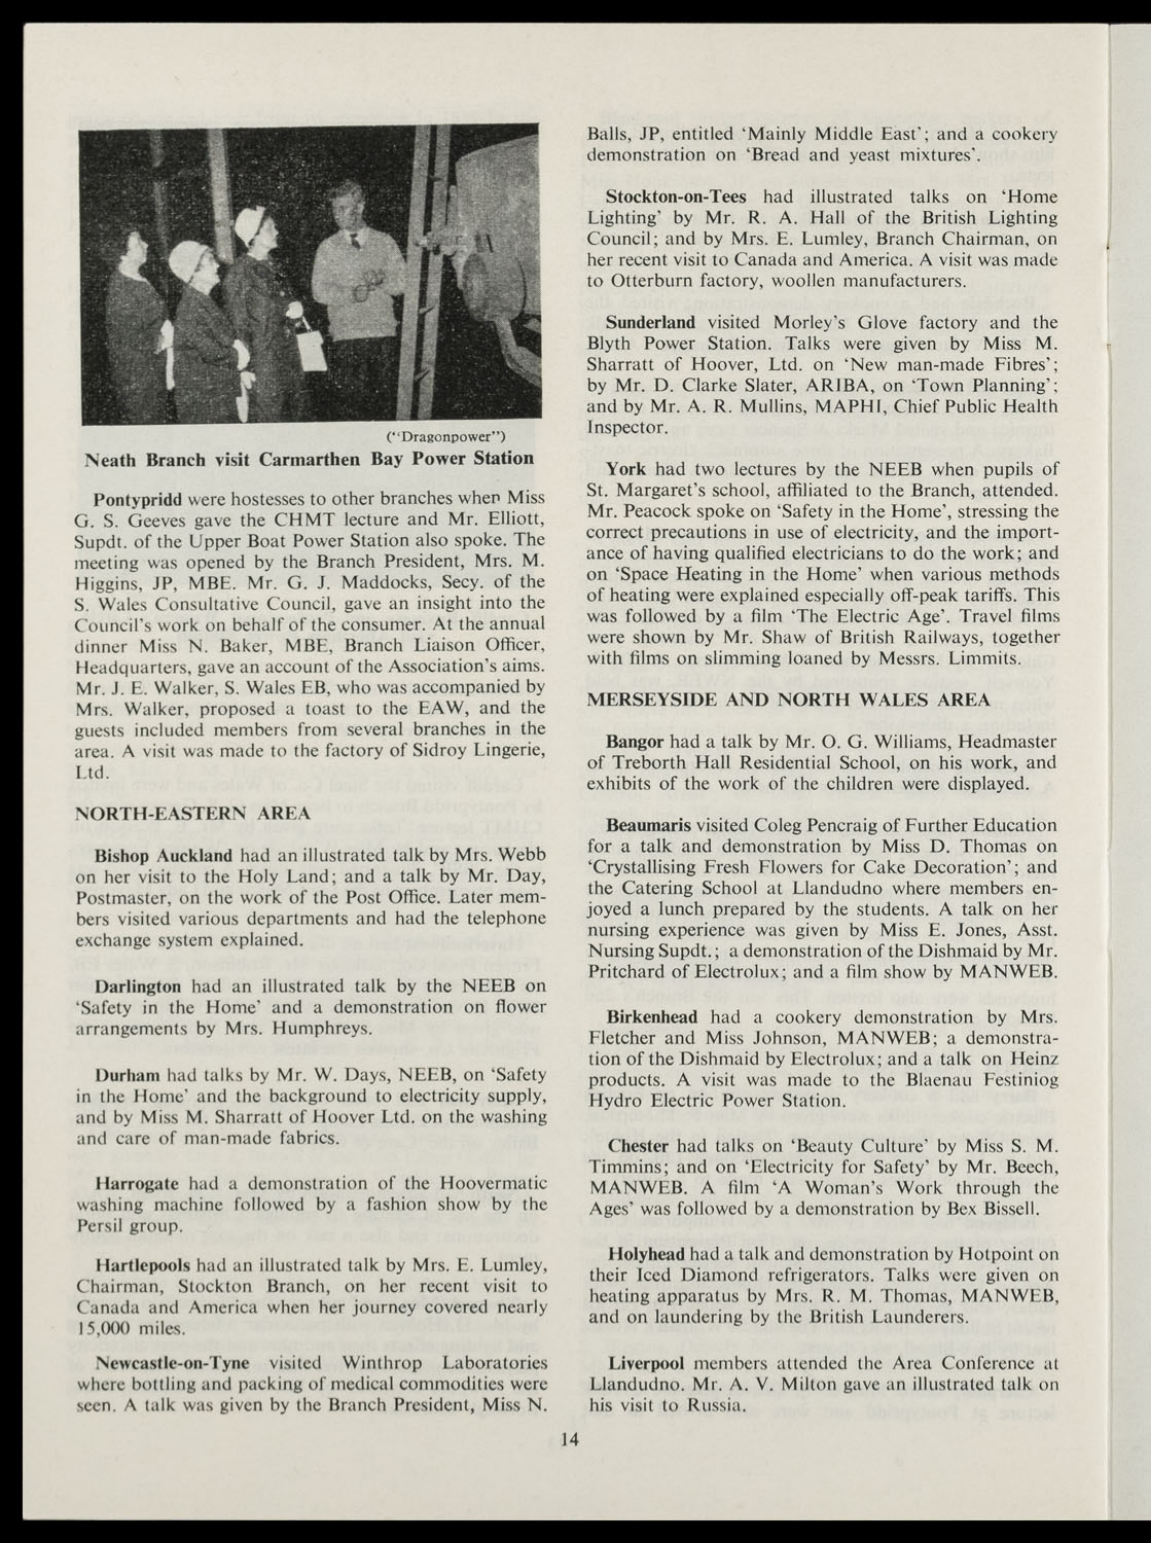 ("Dragonpower")
Neath Branch visit Carmarthen Bay Power Station
Pontypridd were hostesses to other branches when Miss
G. S. Geeves gave the CHMT lecture and Mr. Elliott,
Supdt. of the Upper Boat Power Station also spoke. The
meeting was opened by the Branch President, Mrs. M.
Higgins, JP, MBE. Mr. G. J. Maddocks, Secy. of the
S. Wales Consultative Council, gave an insight into the
Council's work on behalf of the consumer. At the annual
dinner Miss N. Baker, MBE, Branch Liaison Officer,
Headquarters, gave an account of the Association's aims.
Mr. J. E. Walker, S. Wales EB, who was accompanied by
Mrs. Walker, proposed a toast to the EAW, and the
guests included members from several branches in the
area. A visit was made to the factory of Sidroy Lingerie,
Ltd.
NORTH-EASTERN AREA
Bishop Auckland had an illustrated talk by Mrs. Webb
on her visit to the Holy Land; and a talk by Mr. Day,
Postmaster, on the work of the Post Office. Later mem-
bers visited various departments and had the telephone
exchange system explained.
Darlington had an illustrated talk by the NEEB on
'Safety in the Home' and a demonstration on flower
arrangements by Mrs. Humphreys.
Durham had talks by Mr. W. Days, NEEB, on 'Safety
in the Home' and the background to electricity supply,
and by Miss M. Sharratt of Hoover Ltd. on the washing
and care of man-made fabrics.
Harrogate had a demonstration of the Hoovermatic
washing machine followed by a fashion show by the
Persil group.
Hartlepools had an illustrated talk by Mrs. E. Lumley,
Chairman, Stockton Branch, on her recent visit to
Canada and America when her journey covered nearly
15,000 miles.
Newcastle-on-Tyne visited Winthrop Laboratories
where bottling and packing of medical commodities were
seen. A talk was given by the Branch President, Miss N.
Balls, JP, entitled 'Mainly Middle East'; and a cookery
demonstration on 'Bread and yeast mixtures'.
Stockton-on-Tees had illustrated talks on 'Home
Lighting' by Mr. R. A. Hall of the British Lighting
Council; and by Mrs. E. Lumley, Branch Chairman, on
her recent visit to Canada and America. A visit was made
to Otterburn factory, woollen manufacturers.
Sunderland visited Morley's Glove factory and the
Blyth Power Station. Talks were given by Miss M.
Sharratt of Hoover, Ltd. on 'New man-made Fibres';
by Mr. D. Clarke Slater, ARIBA, on 'Town Planning';
and by Mr. A. R. Mullins, MAPHI, Chief Public Health
Inspector.
York had two lectures by the NEEB when pupils of
St. Margaret's school, affiliated to the Branch, attended.
Mr. Peacock spoke on 'Safety in the Home', stressing the
correct precautions in use of electricity, and the import-
ance of having qualified electricians to do the work; and
on 'Space Heating in the Home' when various methods
of heating were explained especially off-peak tariffs. This
was followed by a film 'The Electric Age'. Travel films
were shown by Mr. Shaw of British Railways, together
with films on slimming loaned by Messrs. Limmits.
MERSEYSIDE AND NORTH WALES AREA
Bangor had a talk by Mr. O. G. Williams, Headmaster
of Treborth Hall Residential School, on his work, and
exhibits of the work of the children were displayed.
Beaumaris visited Coleg Pencraig of Further Education
for a talk and demonstration by Miss D. Thomas on
'Crystallising Fresh Flowers for Cake Decoration'; and
the Catering School at Llandudno where members en-
joyed a lunch prepared by the students. A talk on her
nursing experience was given by Miss E. Jones, Asst.
Nursing Supdt.; a demonstration of the Dishmaid by Mr.
Pritchard of Electrolux; and a film show by MANWEB.
Birkenhead had a cookery demonstration by Mrs.
Fletcher and Miss Johnson, MANWEB; a demonstra-
tion of the Dishmaid by Electrolux; and a talk on Heinz
products. A visit was made to the Blaenau Festiniog
Hydro Electric Power Station.
Chester had talks on 'Beauty Culture' by Miss S. M.
Timmins; and on 'Electricity for Safety' by Mr. Beech,
MANWEB. A film 'A Woman's Work through the
Ages' was followed by a demonstration by Bex Bissell.
Holyhead had a talk and demonstration by Hotpoint on
their Iced Diamond refrigerators. Talks were given on
heating apparatus by Mrs. R. M. Thomas, MANWEB,
and on laundering by the British Launderers.
Liverpool members attended the Area Conference at
Llandudno. Mr. A. V. Milton gave an illustrated talk on
his visit to Russia.
14